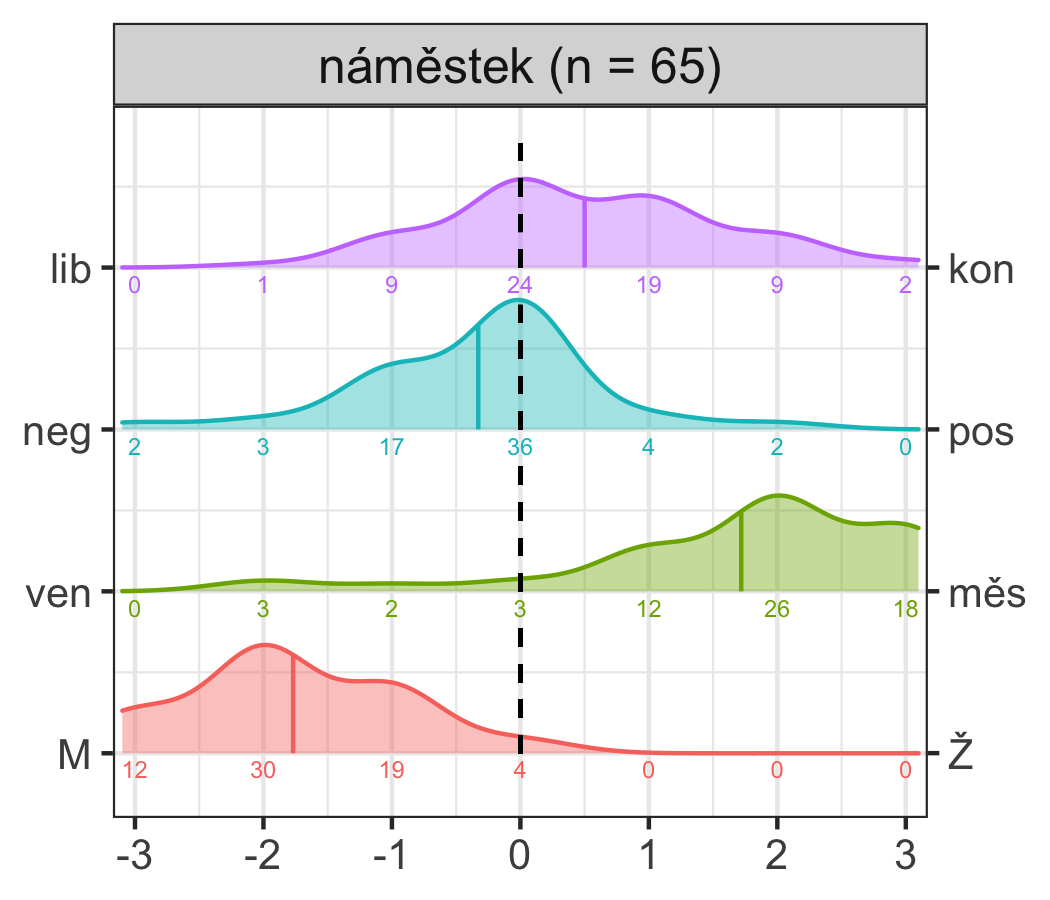 náměstek (n = 65)
lib kon
0 1 9 24 19 9 2
neg pos
2 3 17 36 4 2 0
ven měs
0 3 2 3 12 26 18
M Ž
12 30 19 4 0 0 0
-3 -2 -1 0 1 2 3